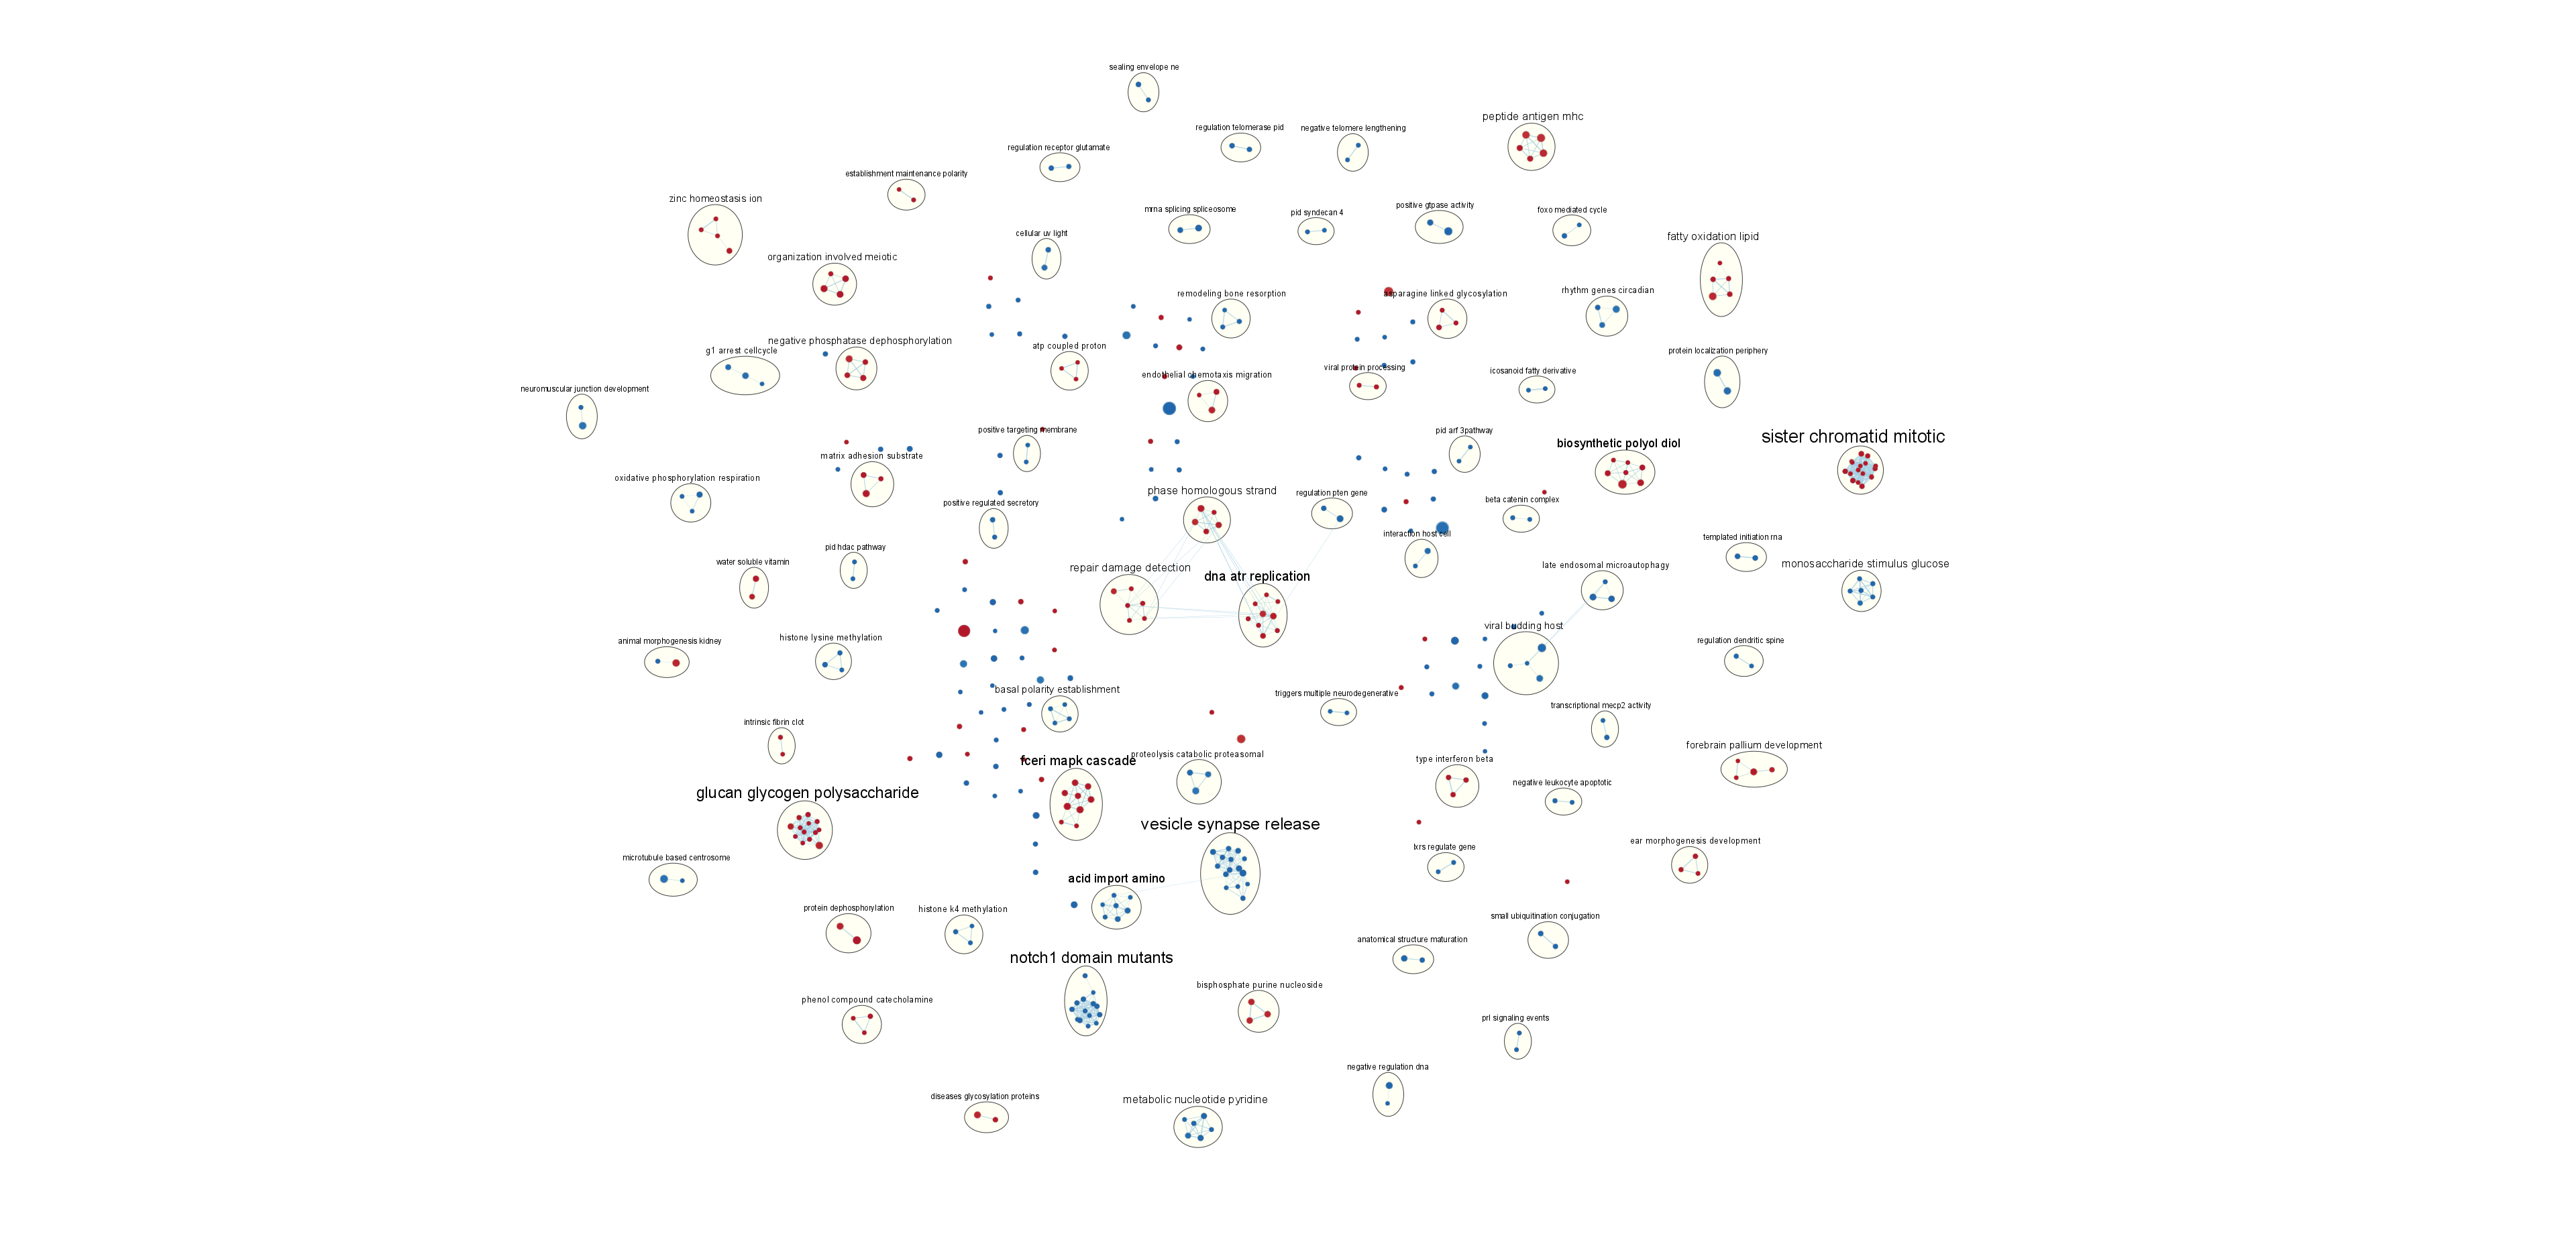 sealing envelope ne
regulation telomerase pid
negative telomere lengthening
peptide antigen mhc
regulation receptor glutamate
establishment maintenance polarity
zinc homeostasis ion
mrna splicing spliceosome
pid syndecan 4
positive gtpase activity
foxo mediated cycle
cellular uv light
fatty oxidation lipid
organization involved meiotic
remodeling bone resorption
asparagine linked glycosylation
rhythm genes circadian
negative phosphatase dephosphorylation
g1 arrest cellcycle
atp coupled proton
protein localization periphery
endothelial chemotaxis migration
viral protein processing
icosanoid fatty derivative
neuromuscular junction development
positive targeting membrane
pid arf 3pathway
biosynthetic polyol diol
sister chromatid mitotic
matrix adhesion substrate
oxidative phosphorylation respiration
phase homologous strand
regulation pten gene
positive regulated secretory
beta catenin complex
interaction host cell
templated initiation rna
pid hdac pathway
water soluble vitamin
repair damage detection
dna atr replication
late endosomal microautophagy
monosaccharide stimulus glucose
viral budding host
animal morphogenesis kidney
histone lysine methylation
regulation dendritic spine
basal polarity establishment
triggers multiple neurodegenerative
transcriptional mecp2 activity
intrinsic fibrin clot
forebrain pallium development
proteolysis catabolic proteasomal
fceri mapk cascade
type interferon beta
negative leukocyte apoptotic
glucan glycogen polysaccharide
vesicle synapse release
ear morphogenesis development
lxrs regulate gene
microtubule based centrosome
acid import amino
protein dephosphorylation
histone k4 methylation
small ubiquitination conjugation
anatomical structure maturation
notch1 domain mutants
bisphosphate purine nucleoside
phenol compound catecholamine
prl signaling events
negative regulation dna
diseases glycosylation proteins
metabolic nucleotide pyridine